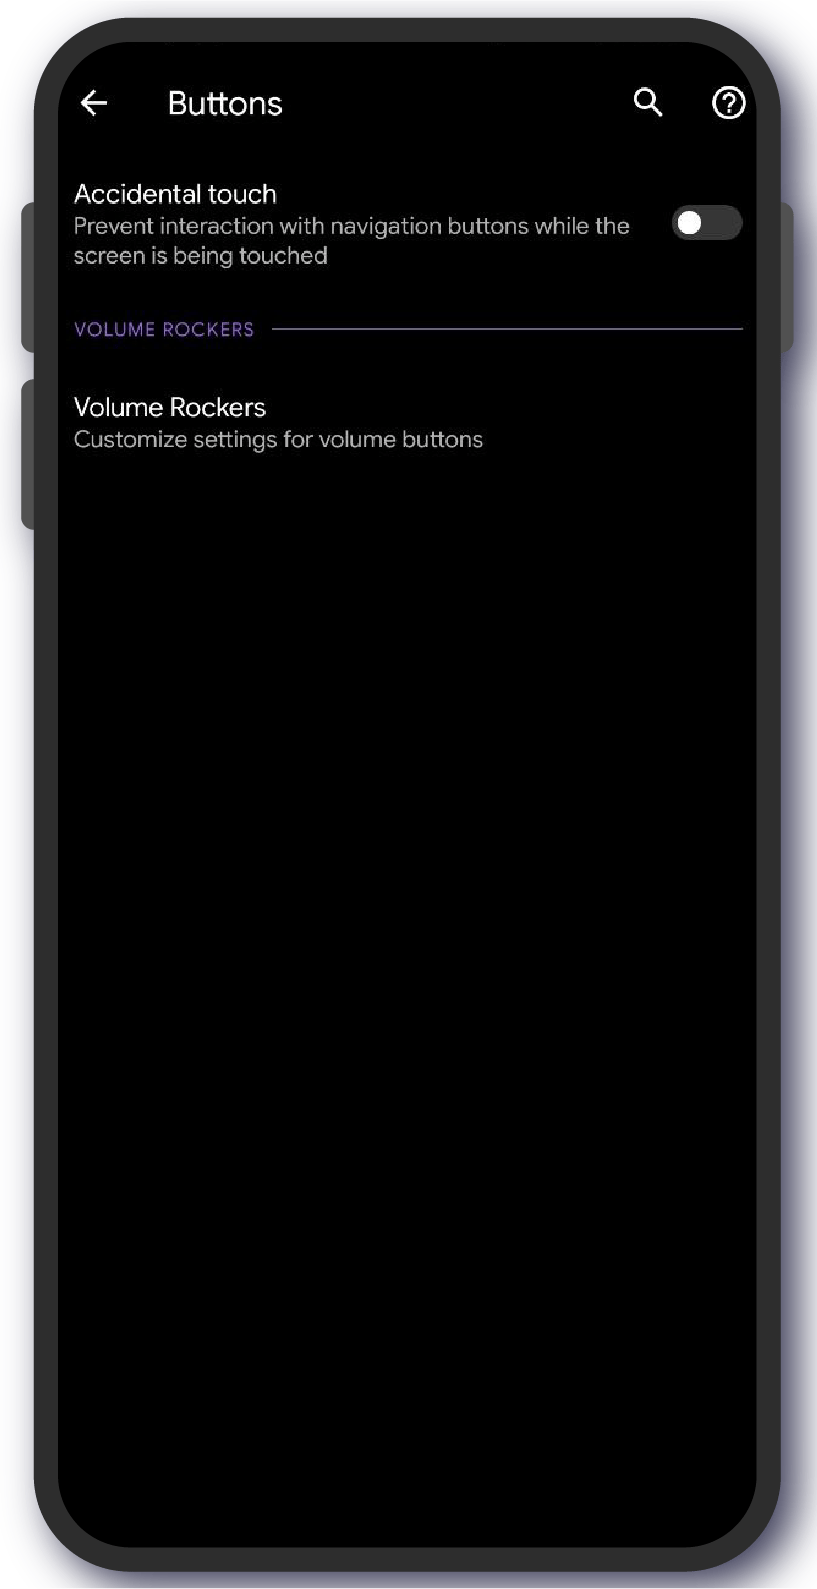 Buttons
Accidental touch
Prevent interaction with navigation buttons while the
screen is being touched
VOLUME ROCKERS
Volume Rockers
Customize settings for volume buttons